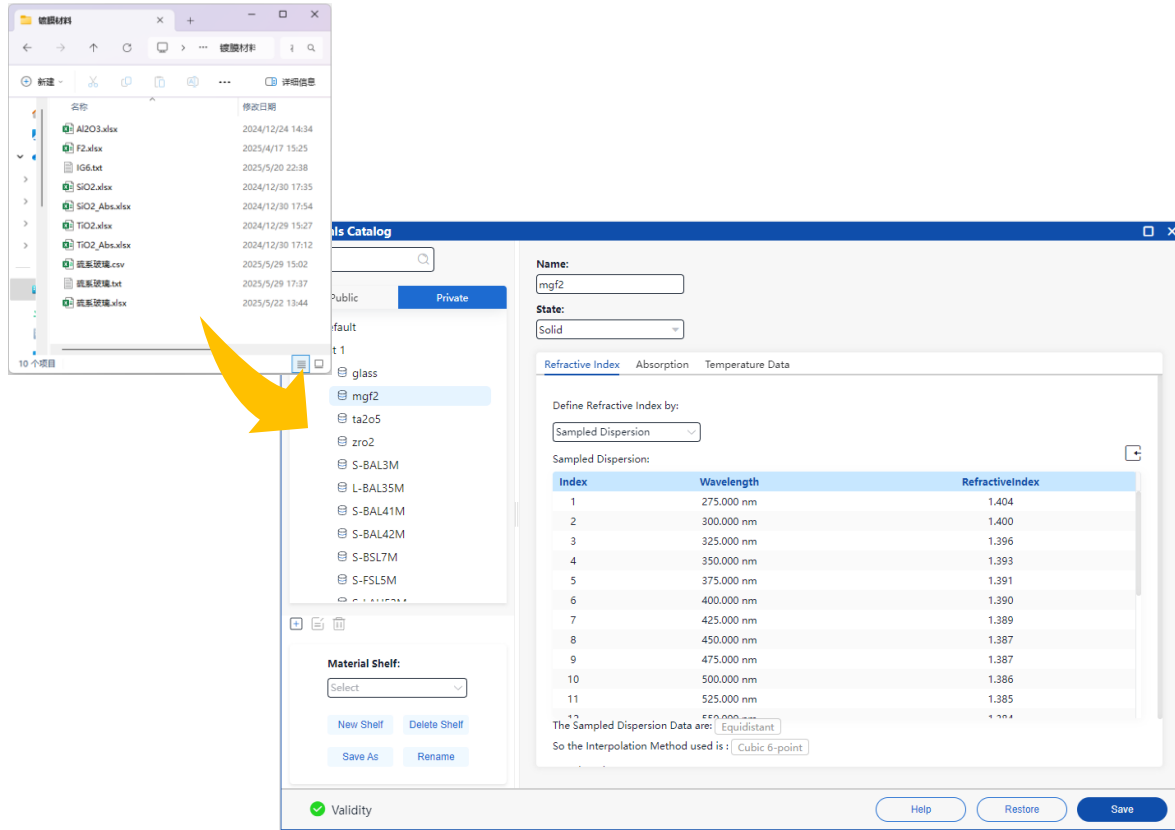 镀膜材料
镀膜材料
新建
详细信息
名称 修改日期
Al2O3.xlsx 2024/12/24 14:34
F2.xlsx 2025/4/17 15:25
IG6.txt 2025/5/20 22:38
SiO2.xlsx 2024/12/30 17:35
SiO2_Abs.xlsx 2024/12/30 17:54
TiO2.xlsx 2024/12/29 15:27
TiO2_Abs.xlsx 2024/12/30 17:12
硫系玻璃.csv 2025/5/29 15:02
硫系玻璃.txt 2025/5/29 17:37
硫系玻璃.xlsx 2025/5/22 13:44
10 个项目
ls Catalog
Public Private
fault
t 1
glass
mgf2
ta2o5
zro2
S-BAL3M
L-BAL35M
S-BAL41M
S-BAL42M
S-BSL7M
S-FSL5M
Material Shelf:
Select
New Shelf Delete Shelf
Save As Rename
Name:
mgf2
State:
Solid
Refractive Index Absorption Temperature Data
Define Refractive Index by:
Sampled Dispersion
Sampled Dispersion:
Index Wavelength RefractiveIndex
1 275.000 nm 1.404
2 300.000 nm 1.400
3 325.000 nm 1.396
4 350.000 nm 1.393
5 375.000 nm 1.391
6 400.000 nm 1.390
7 425.000 nm 1.389
8 450.000 nm 1.387
9 475.000 nm 1.387
10 500.000 nm 1.386
11 525.000 nm 1.385
12 550.000 nm 1.384
The Sampled Dispersion Data are: Equidistant
So the Interpolation Method used is : Cubic 6-point
Validity
Help Restore Save